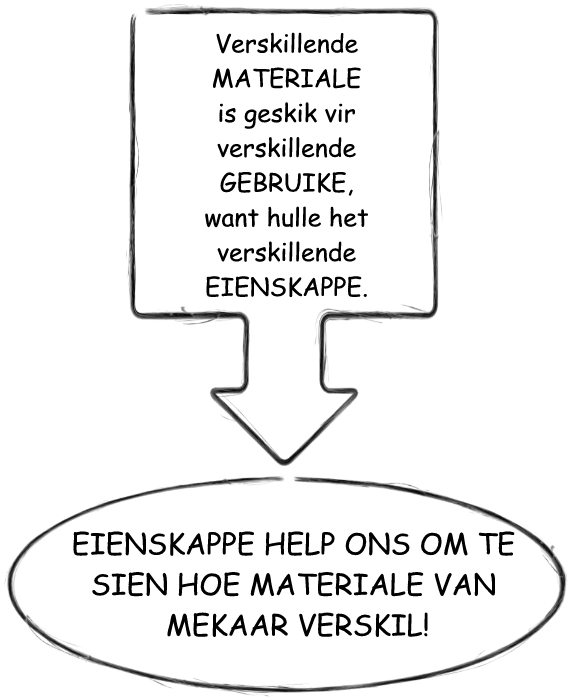 Verskillende
MATERIALE
is geskik vir
verskillende
GEBRUIKE,
want hulle het
verskillende
EIENSKAPPE.
EIENSKAPPE HELP ONS OM TE
SIEN HOE MATERIALE VAN
MEKAAR VERSKIL!